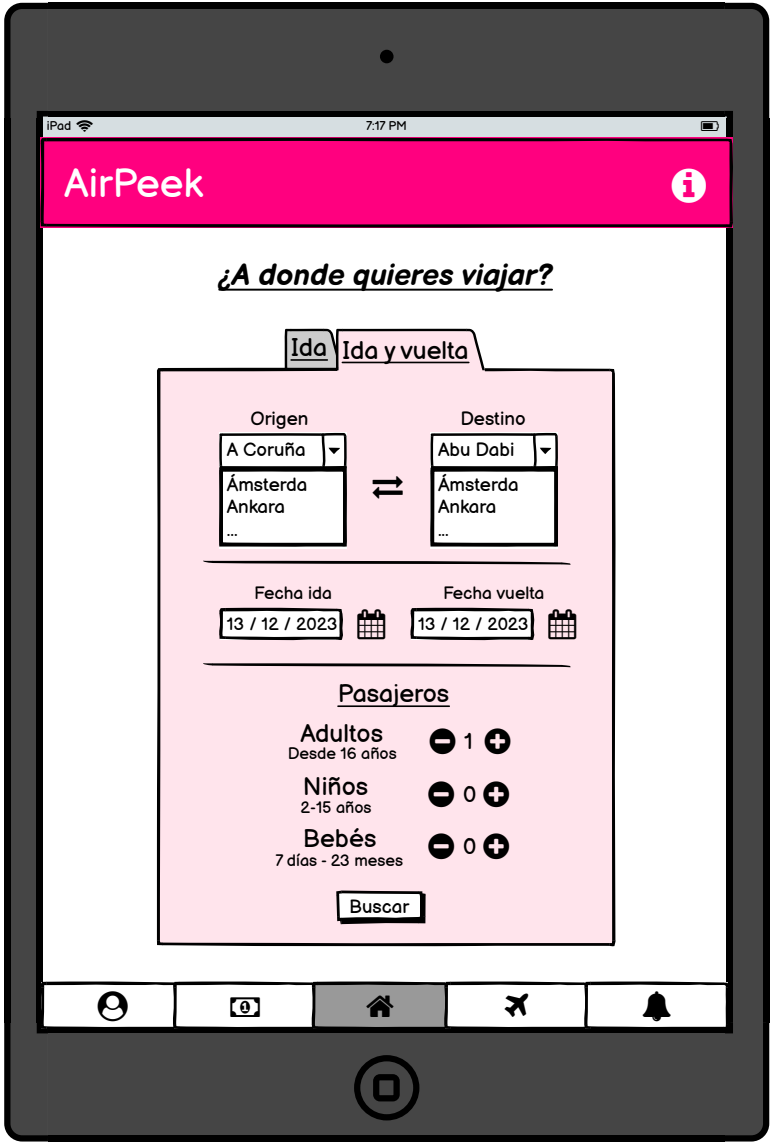 iPad 7:17 PM
AirPeek
¿A donde quieres viajar?
Ida Ida y vuelta
Origen Destino
A Coruña Abu Dabi
Ámsterda Ámsterda
Ankara Ankara
... ...
Fecha ida Fecha vuelta
13 / 12 / 2023 13 / 12 / 2023
Pasajeros
Adultos
Desde 16 años
1
Niños
2-15 años
0
Bebés
7 días - 23 meses
0
Buscar
1